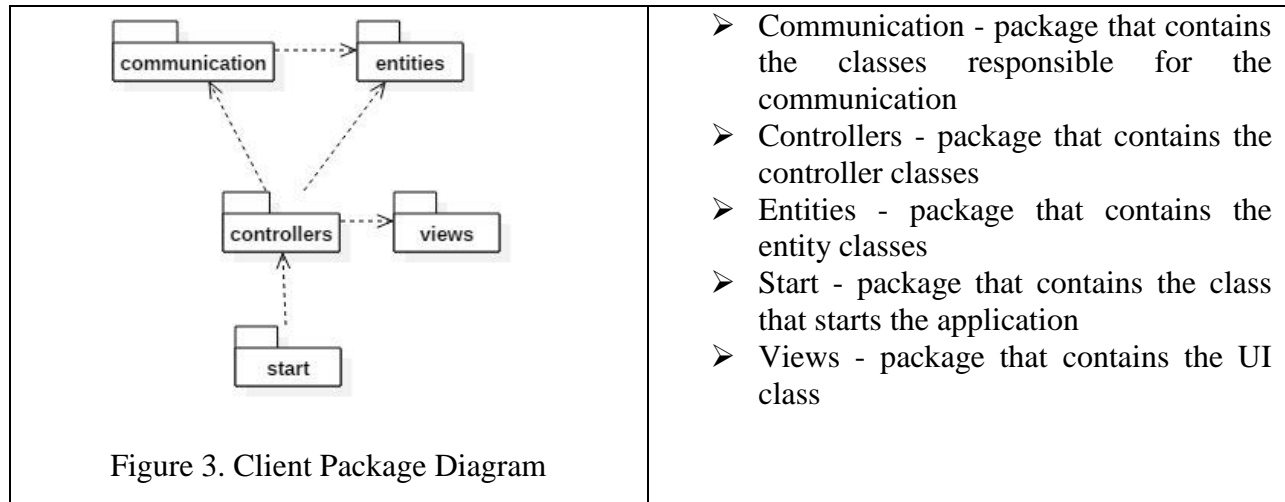 communication
entities
controllers
views
start
Figure 3. Client Package Diagram
➢ Communication - package that contains
the classes responsible for the
communication
➢ Controllers - package that contains the
controller classes
➢ Entities - package that contains the
entity classes
➢ Start - package that contains the class
that starts the application
➢ Views - package that contains the UI
class